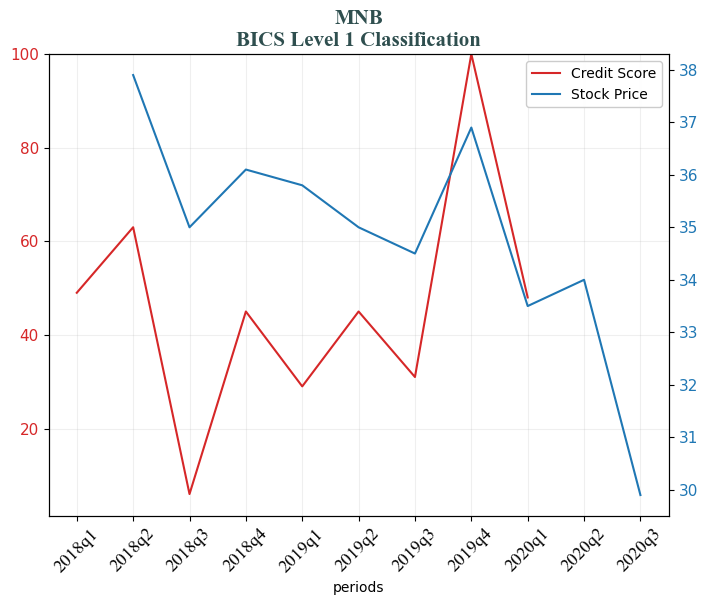 MNB
BICS Level 1 Classification
Credit Score
Stock Price
100
80
60
40
20
38
37
36
35
34
33
32
31
30
2018q1
2018q2
2018q3
2018q4
2019q1
2019q2
2019q3
2019q4
2020q1
2020q2
2020q3
periods